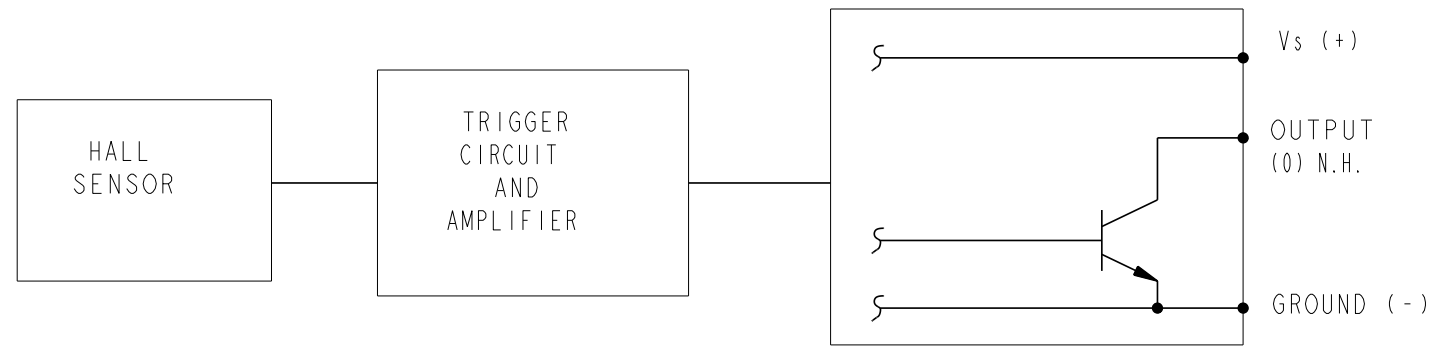 HALL
SENSOR
TRIGGER
CIRCUIT
AND
AMPLIFIER
Vs (+)
OUTPUT
(0) N.H.
GROUND (-)